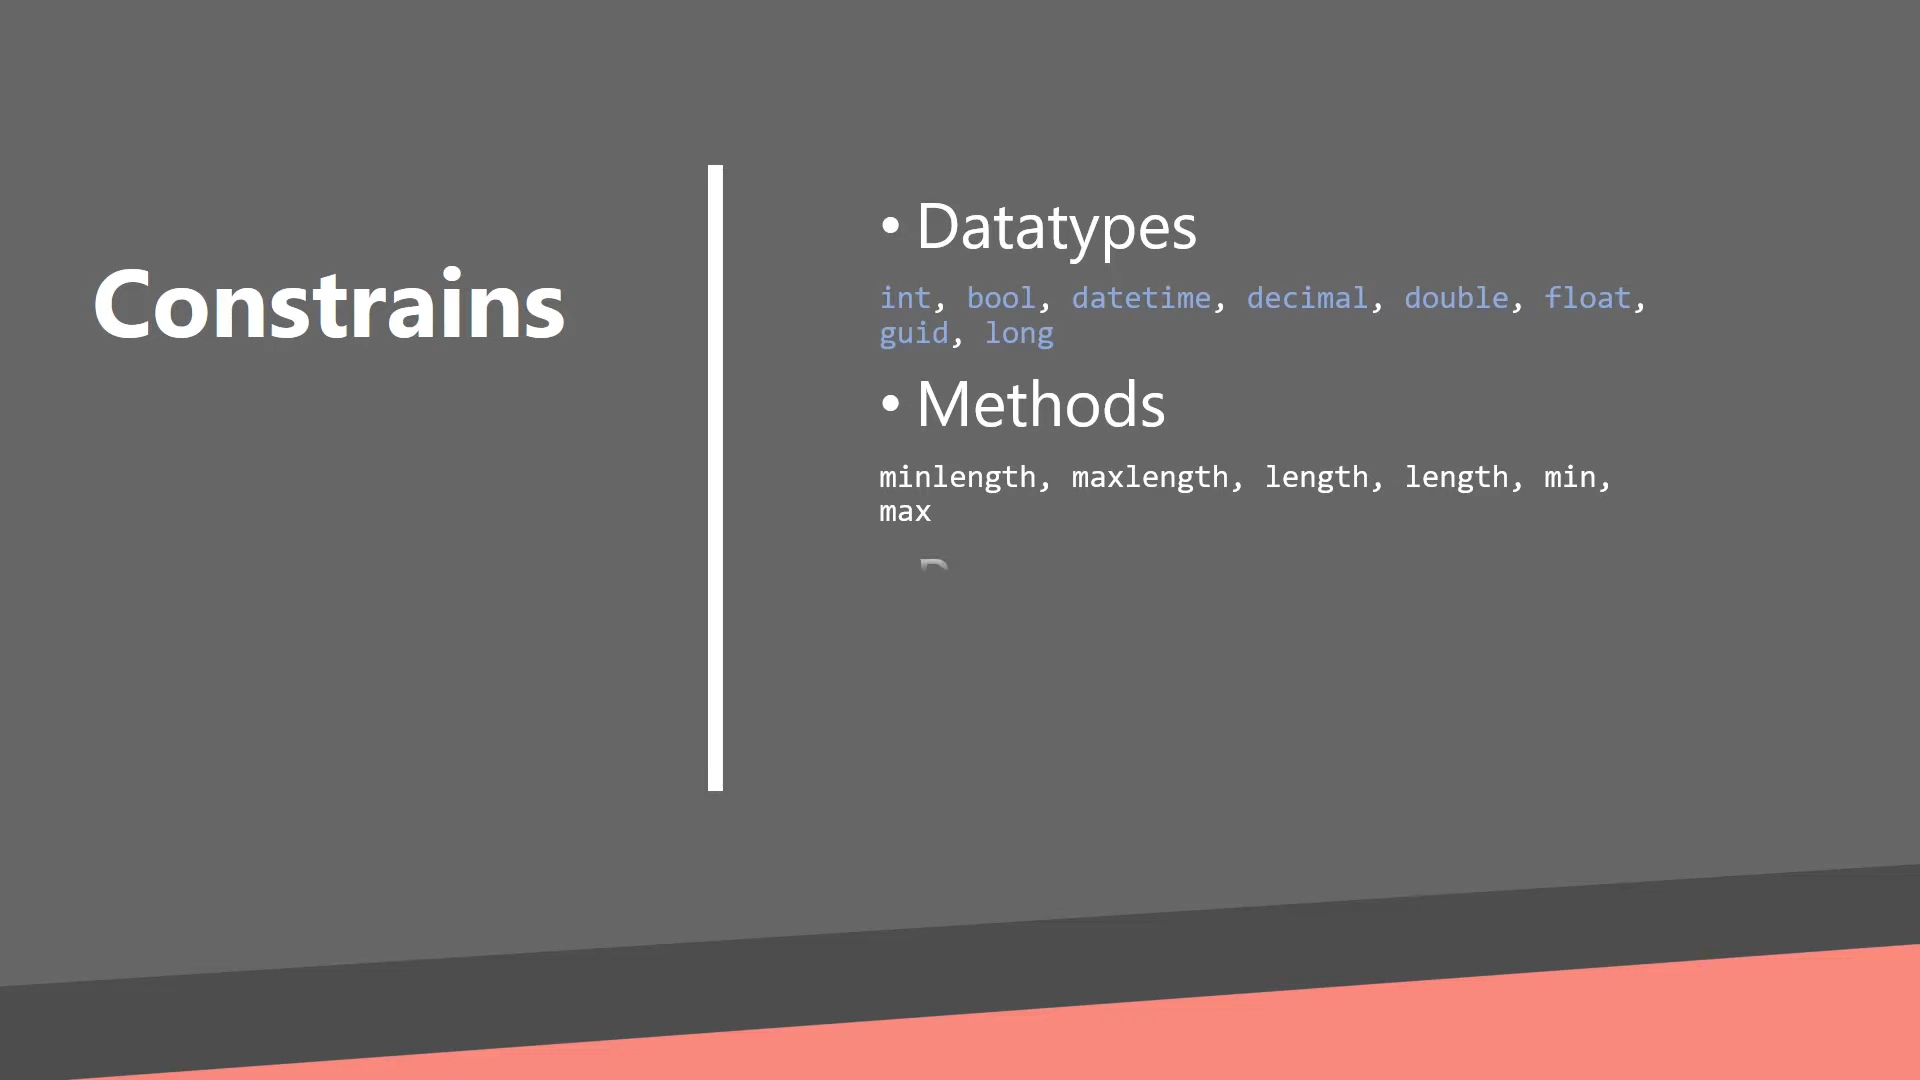 Constrains
• Datatypes
int, bool, datetime, decimal, double, float,
guid, long
• Methods
minlength, maxlength, length, length, min,
max